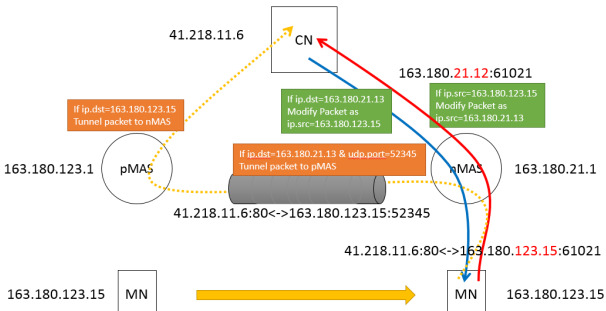 41.218.11.6
CN
163.180.21.12:61021
If ip.dst=163.180.123.15
Tunnel packet to nMAS
If ip.dst=163.180.21.13
Modify Packet as
ip.src=163.180.123.15
If ip.src=163.180.123.15
Modify Packet as
ip.src=163.180.21.13
If ip.dst=163.180.21.13 & udp.port=52345
Tunnel packet to pMAS
163.180.123.1
pMAS
nMAS
163.180.21.1
41.218.11.6:80<->163.180.123.15:52345
41.218.11.6:80<->163.180.123.15:61021
163.180.123.15
MN
MN
163.180.123.15